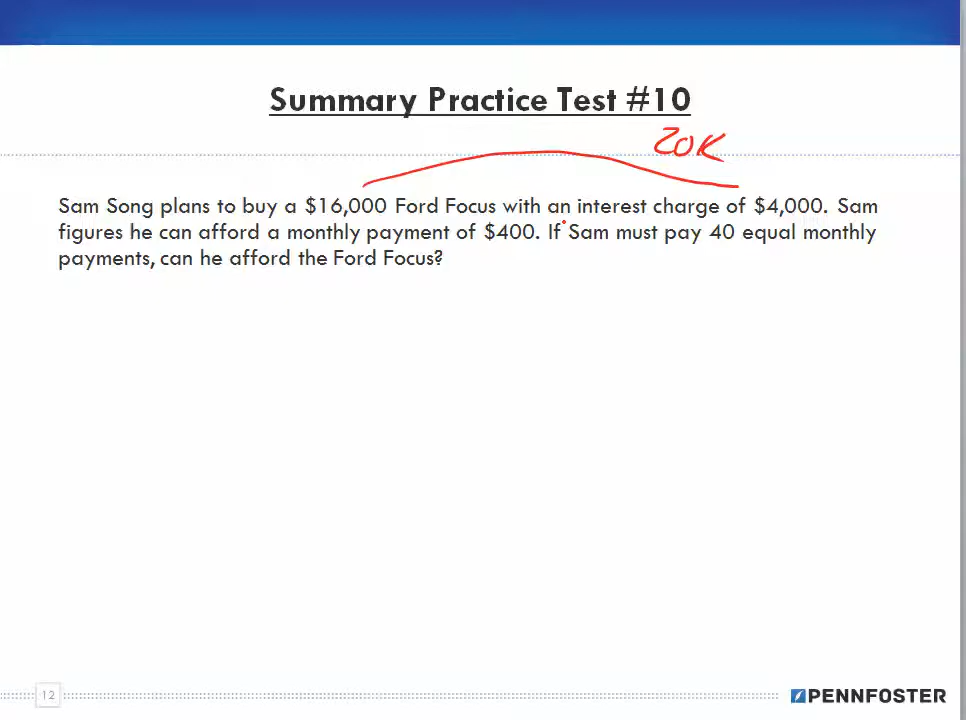 Summary Practice Test #10
20K
Sam Song plans to buy a $16,000 Ford Focus with an interest charge of $4,000. Sam
figures he can afford a monthly payment of $400. If Sam must pay 40 equal monthly
payments, can he afford the Ford Focus?
12
PENNFOSTER